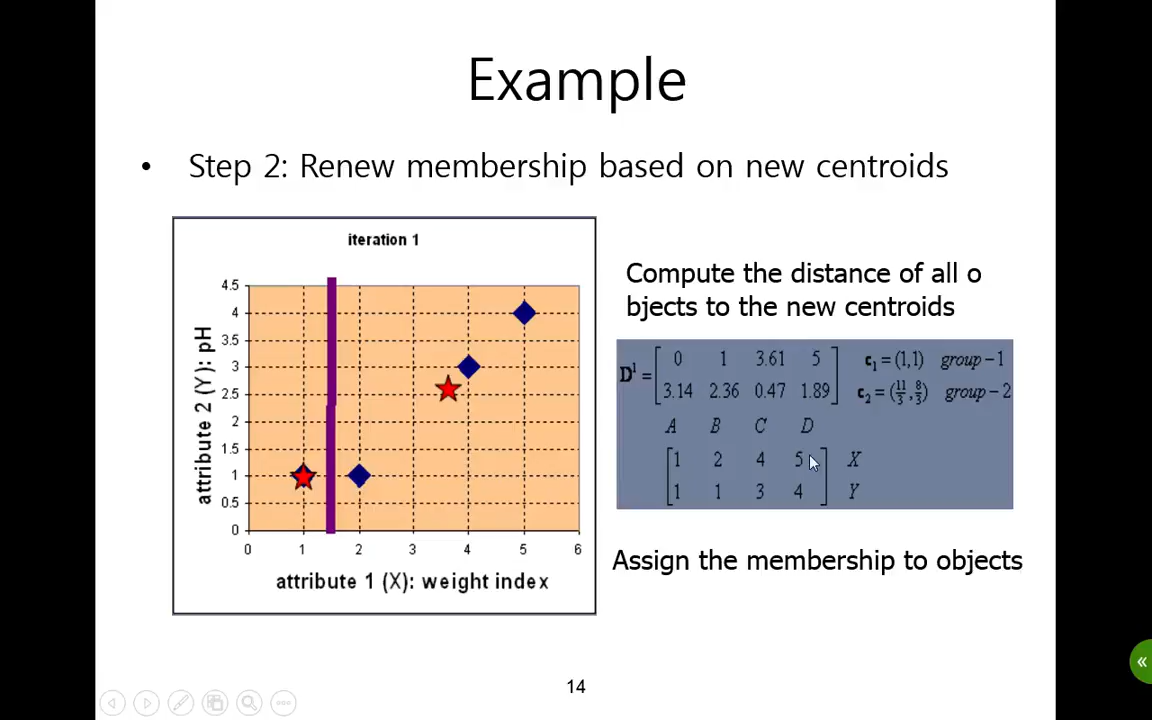 Example
• Step 2: Renew membership based on new centroids
iteration 1
4.5
4
3.5
3
2.5
2
1.5
1
0.5
0
attribute 2 (Y): pH
0 1 2 3 4 5 6
attribute 1 (X): weight index
Compute the distance of all o
bjects to the new centroids
D¹ = [0 1 3.61 5] c₁ = (1,1) group-1
[3.14 2.36 0.47 1.89] c₂ = (11/3, 8/3) group-2
A B C D
[1 2 4 5] X
[1 1 3 4] Y
Assign the membership to objects
14
«